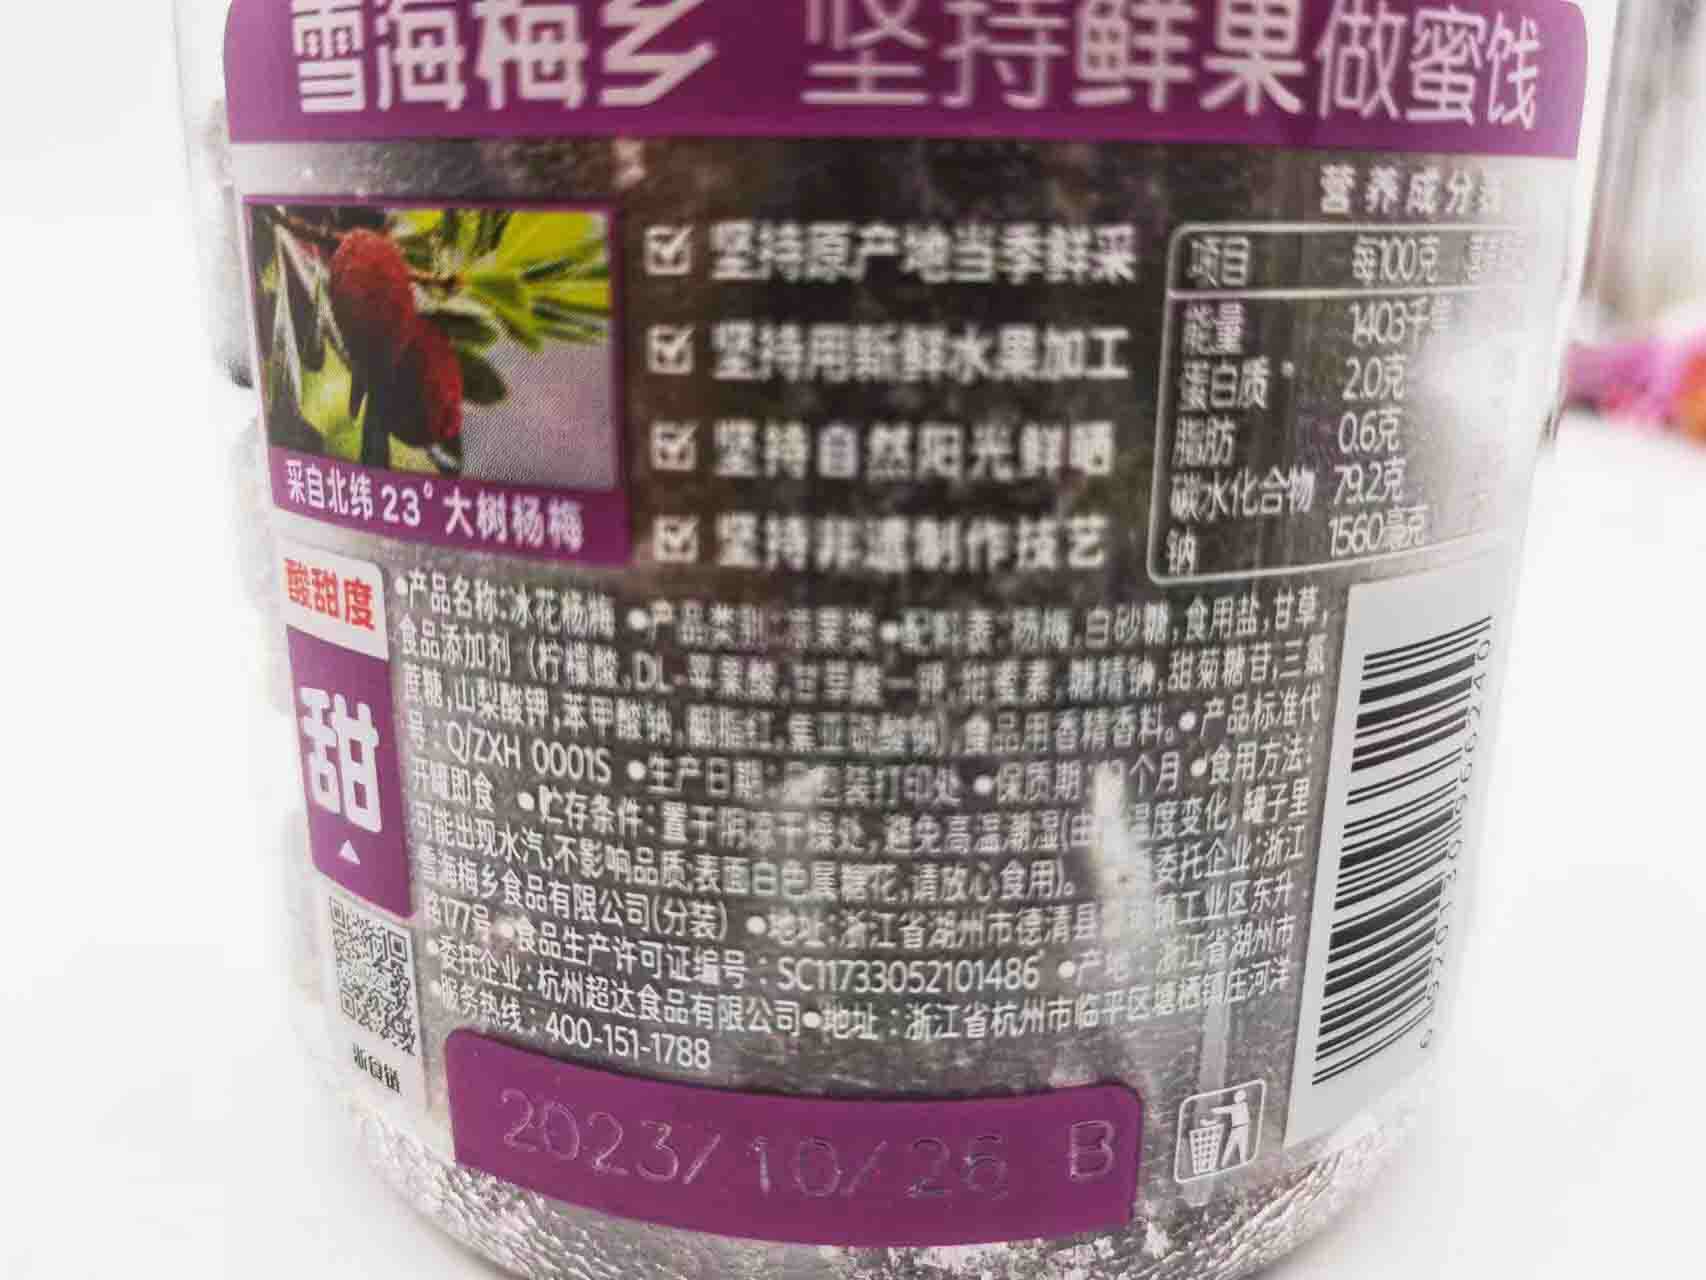 雪海梅乡 坚持鲜果做蜜饯
营养成分表
项目 每100克
能量 1403千焦
蛋白质 2.0克
脂肪 0.6克
碳水化合物 79.2克
钠 1560毫克
坚持原产地当季鲜采
坚持用新鲜水果加工
坚持自然阳光鲜晒
坚持非遗制作技艺
采自北纬23°大树杨梅
酸甜度
甜
●产品名称:冰花杨梅 ●产品类别:凉果类●配料表:杨梅,白砂糖,食用盐,甘草,
食品添加剂(柠檬酸,DL-苹果酸,甘草酸一钾,甜蜜素,糖精钠,甜菊糖苷,三氯
蔗糖,山梨酸钾,苯甲酸钠,胭脂红,焦亚硫酸钠),食品用香精香料。●产品标准代
号:Q/ZXH 0001S ●生产日期:见包装打印处 ●保质期: 个月 ●食用方法:
开罐即食 ●贮存条件:置于阴凉干燥处,避免高温潮湿(由 温度变化,罐子里
可能出现水汽,不影响品质,表面白色属糖花,请放心食用)。 委托企业:浙江
雪海梅乡食品有限公司(分装) ●地址:浙江省湖州市德清县 镇工业区东升
路177号 ●食品生产许可证编号:SC11733052101486 ●产地:浙江省湖州市
●委托企业:杭州超达食品有限公司●地址:浙江省杭州市临平区塘栖镇庄河洋
●服务热线:400-151-1788
浙食链
2023/10/26 B